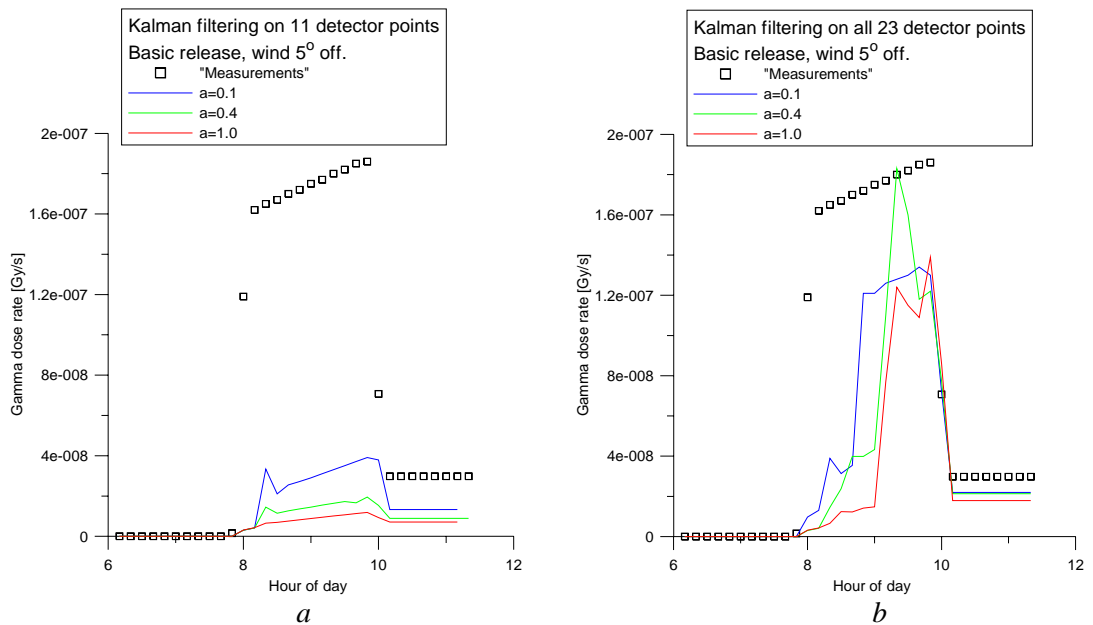 Kalman filtering on 11 detector points
Basic release, wind 5° off.
"Measurements"
a=0.1
a=0.4
a=1.0
2e-007
1.6e-007
1.2e-007
8e-008
4e-008
0
Gamma dose rate [Gy/s]
6
8
10
12
Hour of day
a
Kalman filtering on all 23 detector points
Basic release, wind 5° off.
"Measurements"
a=0.1
a=0.4
a=1.0
2e-007
1.6e-007
1.2e-007
8e-008
4e-008
0
Gamma dose rate [Gy/s]
6
8
10
12
Hour of day
b